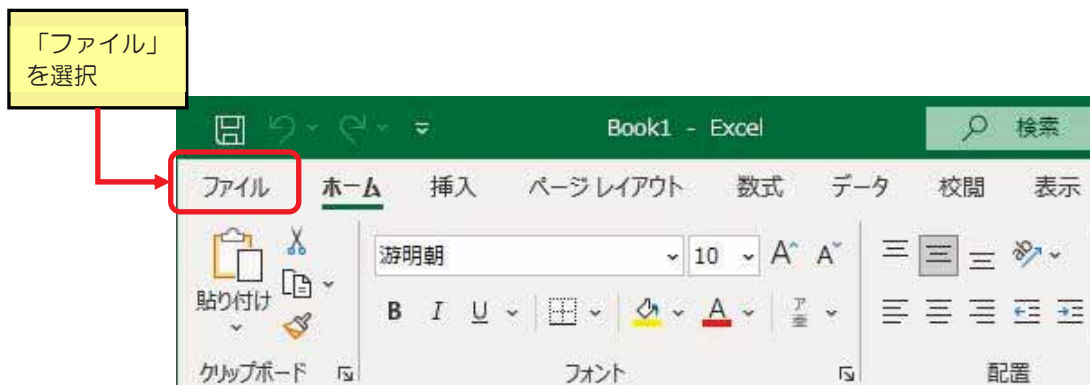 「ファイル」
を選択
Book1 - Excel
検索
ファイル ホーム 挿入 ページ レイアウト 数式 データ 校閲 表示
游明朝 10 A A
貼り付け
B I U A ア亜
クリップボード フォント 配置